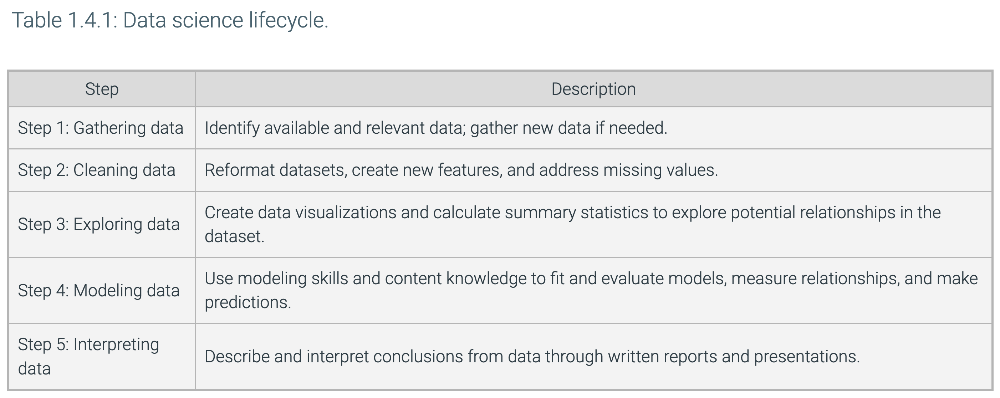 Table 1.4.1: Data science lifecycle.
Step
Description
Step 1: Gathering data
Identify available and relevant data; gather new data if needed.
Step 2: Cleaning data
Reformat datasets, create new features, and address missing values.
Step 3: Exploring data
Create data visualizations and calculate summary statistics to explore potential relationships in the
dataset.
Step 4: Modeling data
Use modeling skills and content knowledge to fit and evaluate models, measure relationships, and make
predictions.
Step 5: Interpreting
data
Describe and interpret conclusions from data through written reports and presentations.